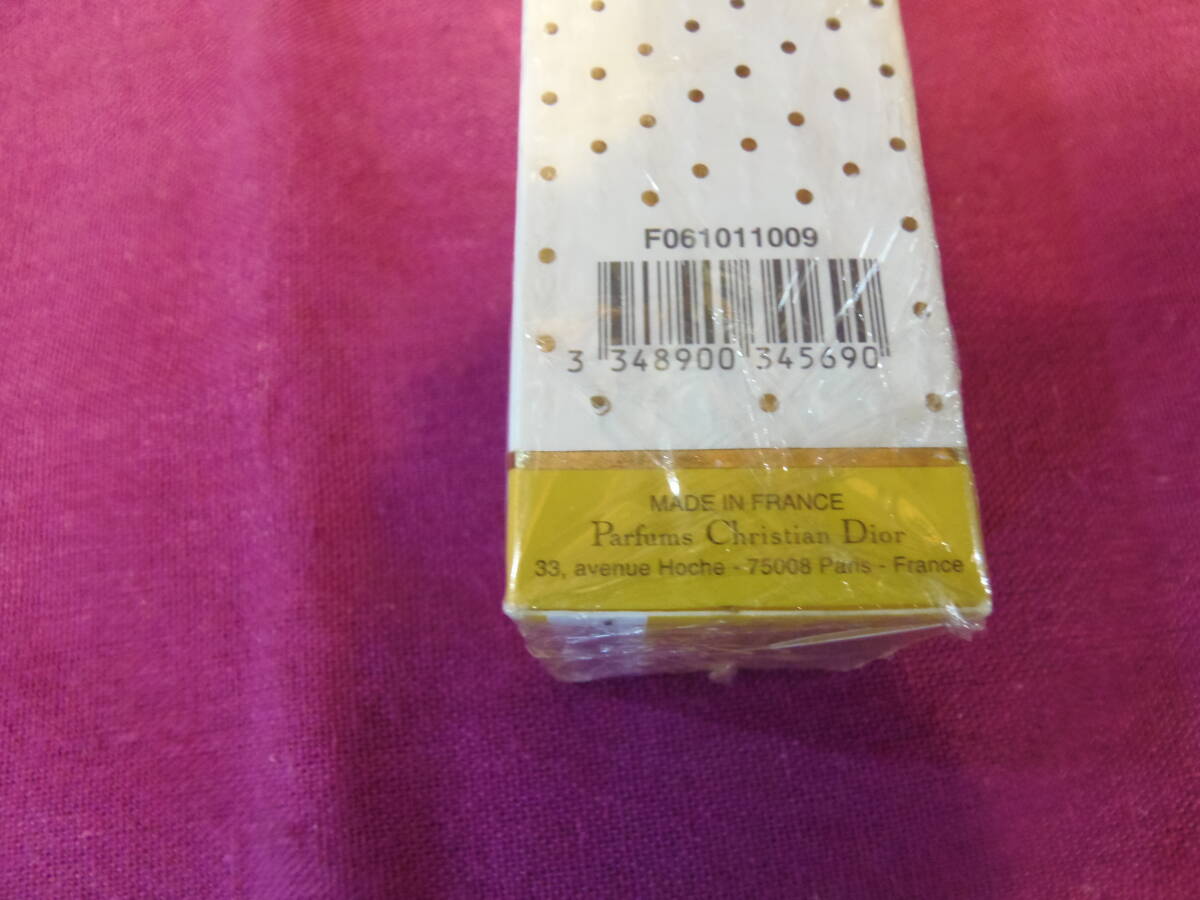 F061011009
3 348900 345690
MADE IN FRANCE
Parfums Christian Dior
33, avenue Hoche - 75008 Paris - France